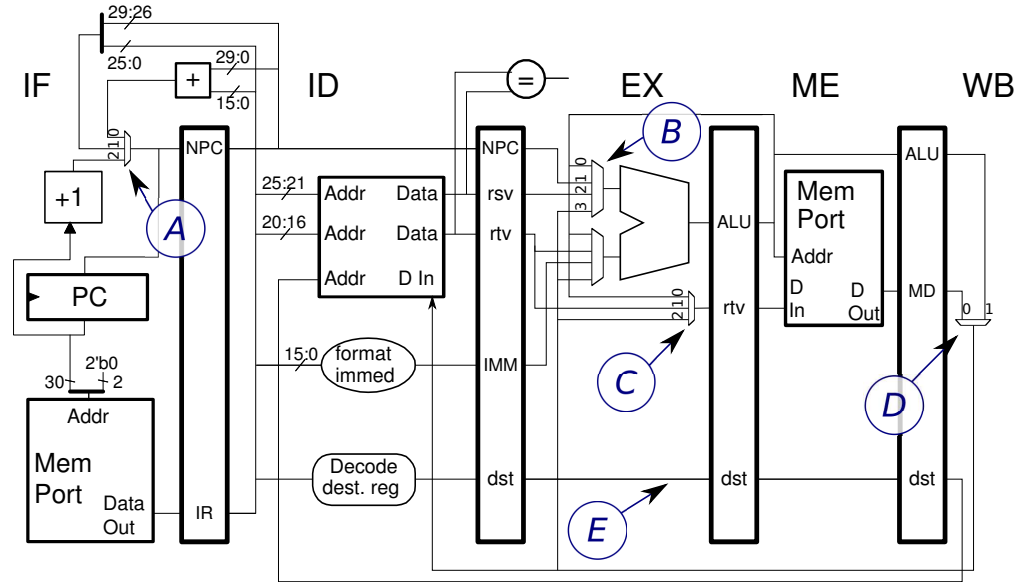 29:26
25:0
29:0
+
15:0
=
IF
ID
EX
ME
WB
2 1 0
A
+1
PC
30
2'b0
2
Addr
Mem
Port
Data
Out
NPC
IR
25:21
20:16
Addr
Data
Addr
Data
Addr
D In
15:0
format
immed
Decode
dest. reg
NPC
rsv
rtv
IMM
dst
0
1
2
3
B
2 1 0
C
E
ALU
rtv
dst
Mem
Port
Addr
D
In
D
Out
ALU
MD
dst
0 1
D